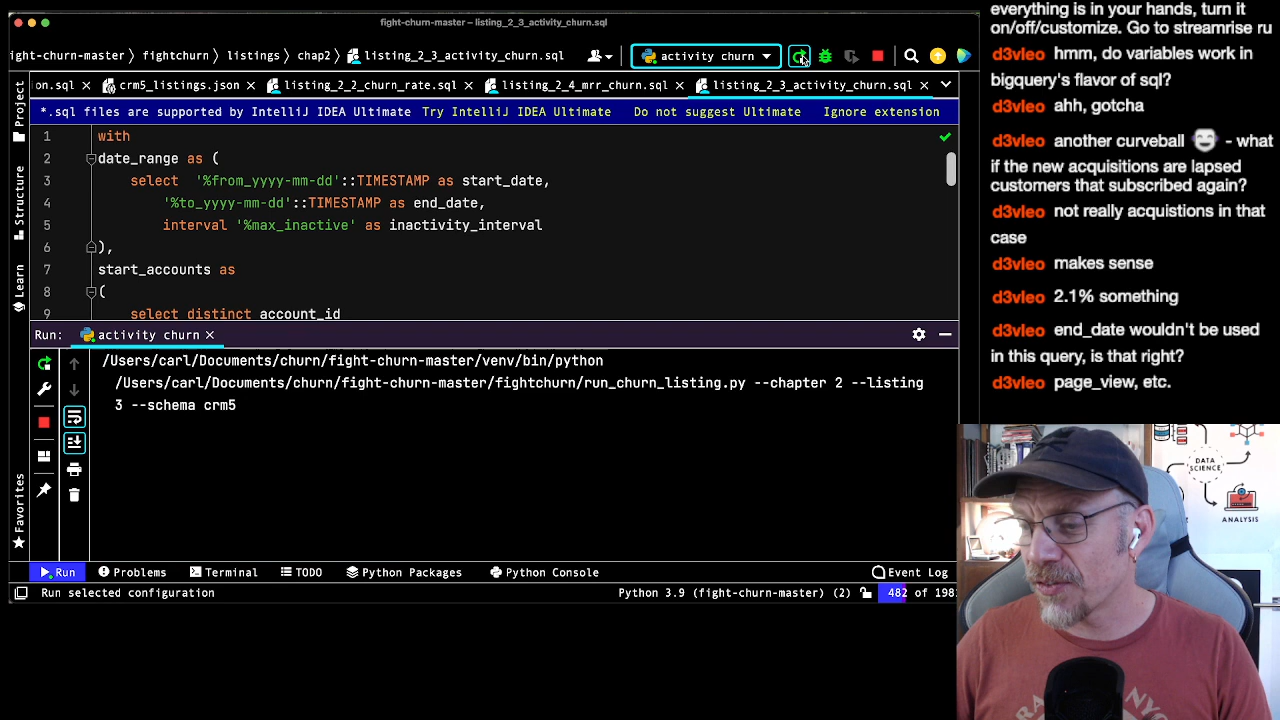 fight-churn-master – listing_2_3_activity_churn.sql
ight-churn-master
fightchurn
listings
chap2
listing_2_3_activity_churn.sql
activity churn
on.sql
crm5_listings.json
listing_2_2_churn_rate.sql
listing_2_4_mrr_churn.sql
listing_2_3_activity_churn.sql
*.sql files are supported by IntelliJ IDEA Ultimate
Try IntelliJ IDEA Ultimate
Do not suggest Ultimate
Ignore extension
Project
Structure
Learn
Favorites
1 with
2 date_range as (
3 select '%from_yyyy-mm-dd'::TIMESTAMP as start_date,
4 '%to_yyyy-mm-dd'::TIMESTAMP as end_date,
5 interval '%max_inactive' as inactivity_interval
6 ),
7 start_accounts as
8 (
9 select distinct account_id
Run:
activity churn
/Users/carl/Documents/churn/fight-churn-master/venv/bin/python
/Users/carl/Documents/churn/fight-churn-master/fightchurn/run_churn_listing.py --chapter 2 --listing
3 --schema crm5
Run
Problems
Terminal
TODO
Python Packages
Python Console
Event Log
Run selected configuration
Python 3.9 (fight-churn-master) (2)
482 of 198
everything is in your hands, turn it
on/off/customize. Go to streamrise ru
d3vleo hmm, do variables work in
bigquery's flavor of sql?
d3vleo ahh, gotcha
d3vleo another curveball - what
if the new acquisitions are lapsed
customers that subscribed again?
d3vleo not really acquistions in that
case
d3vleo makes sense
d3vleo 2.1% something
d3vleo end_date wouldn't be used
in this query, is that right?
d3vleo page_view, etc.
DATA
SCIENCE
ANALYSIS